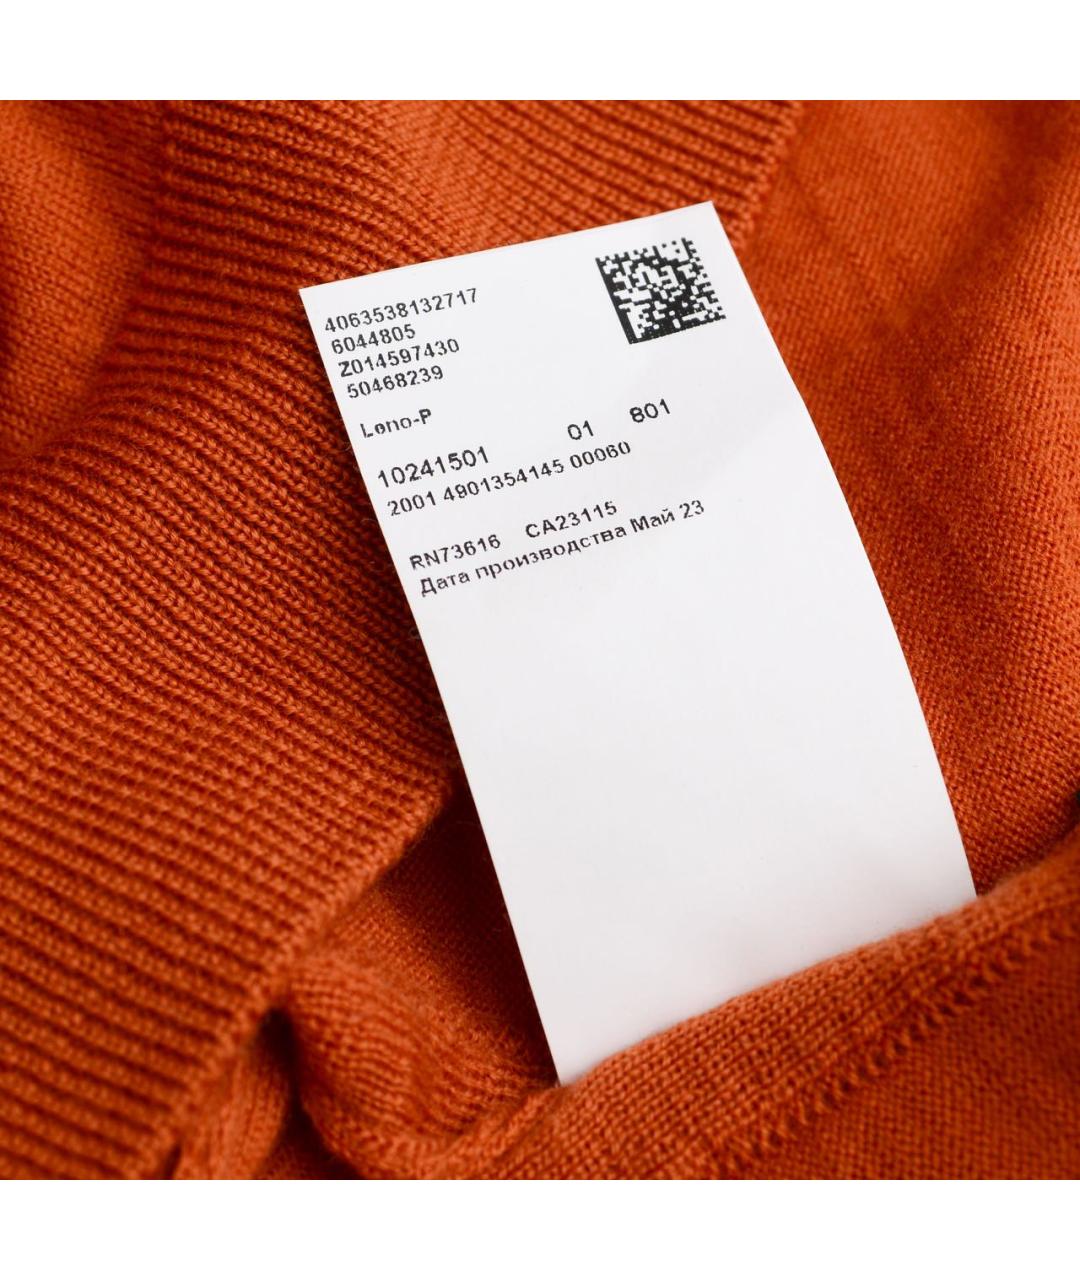 4063538132717
6044805
Z014597430
50468239
Leno-P
10241501 01 801
2001 4901354145 00060
RN73616 CA23115
Дата производства Май 23